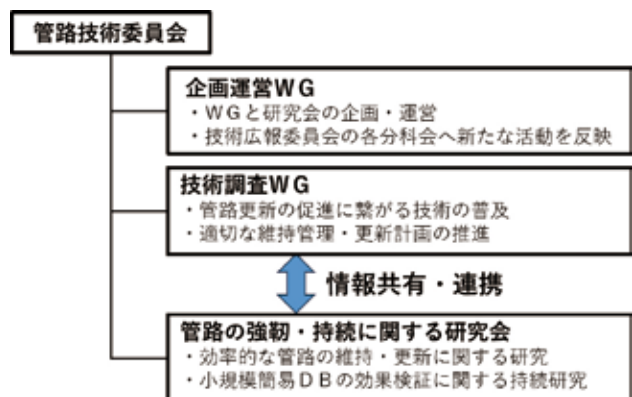 管路技術委員会
企画運営WG
・WGと研究会の企画・運営
・技術広報委員会の各分科会へ新たな活動を反映
技術調査WG
・管路更新の促進に繋がる技術の普及
・適切な維持管理・更新計画の推進
情報共有・連携
管路の強靭・持続に関する研究会
・効率的な管路の維持・更新に関する研究
・小規模簡易DBの効果検証に関する持続研究